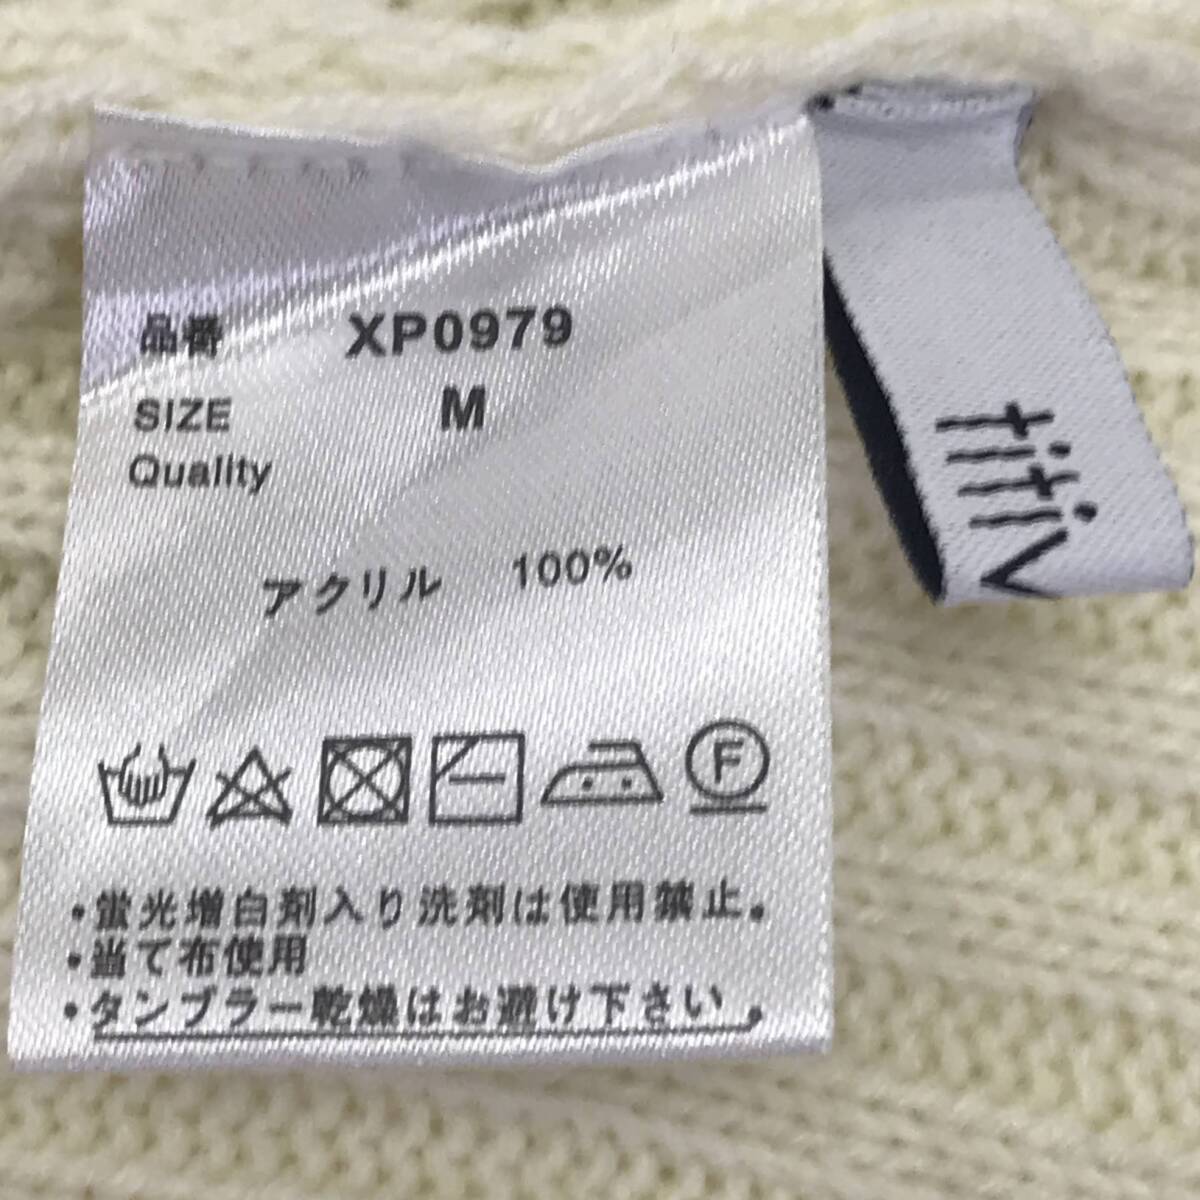 品番 XP0979
SIZE M
Quality
アクリル 100%
F
・蛍光増白剤入り洗剤は使用禁止。
・当て布使用
・タンブラー乾燥はお避け下さい。
titiv